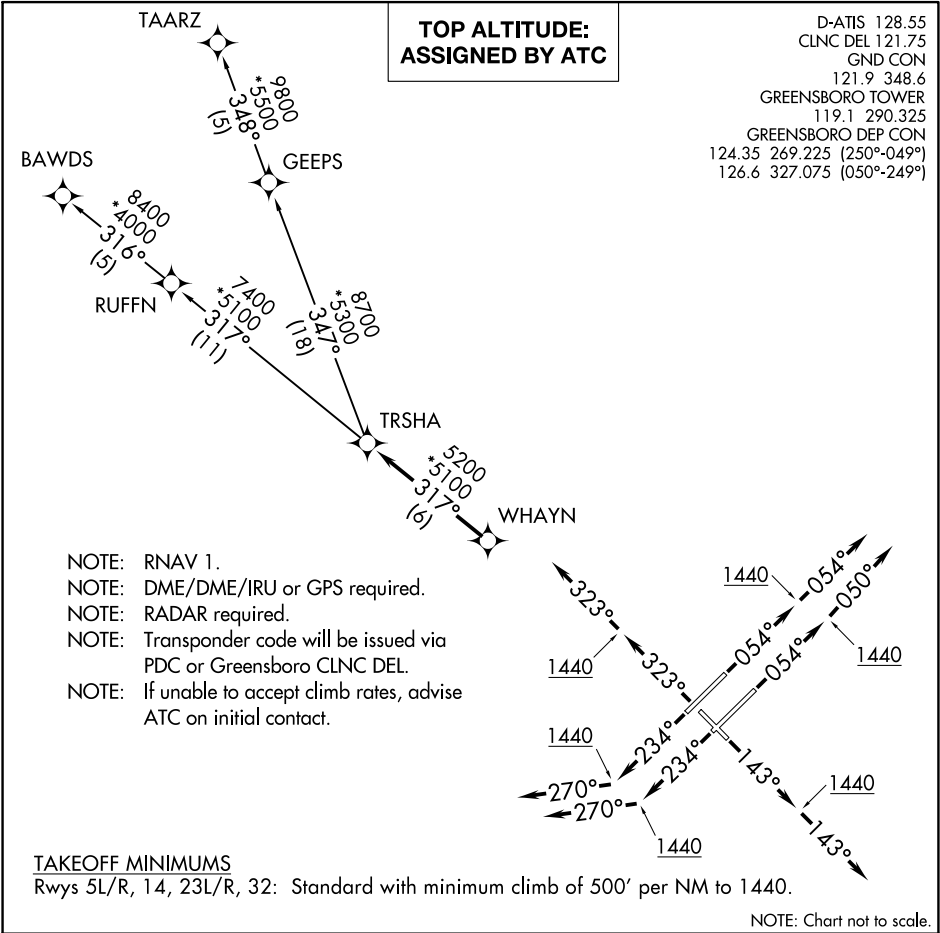 TOP ALTITUDE:
ASSIGNED BY ATC
D-ATIS 128.55
CLNC DEL 121.75
GND CON
121.9 348.6
GREENSBORO TOWER
119.1 290.325
GREENSBORO DEP CON
124.35 269.225 (250°-049°)
126.6 327.075 (050°-249°)
TAARZ
9800
*5500
348°
(5)
GEEPS
BAWDS
8400
*4000
316°
(5)
RUFFN
7400
*5100
317°
(11)
8700
*5300
347°
(18)
TRSHA
5200
*5100
317°
(6)
WHAYN
NOTE: RNAV 1.
NOTE: DME/DME/IRU or GPS required.
NOTE: RADAR required.
NOTE: Transponder code will be issued via
PDC or Greensboro CLNC DEL.
NOTE: If unable to accept climb rates, advise
ATC on initial contact.
323°
1440
323°
1440
054°
054°
050°
054°
1440
1440
234°
270°
234°
270°
1440
143°
1440
143°
TAKEOFF MINIMUMS
Rwys 5L/R, 14, 23L/R, 32: Standard with minimum climb of 500' per NM to 1440.
NOTE: Chart not to scale.